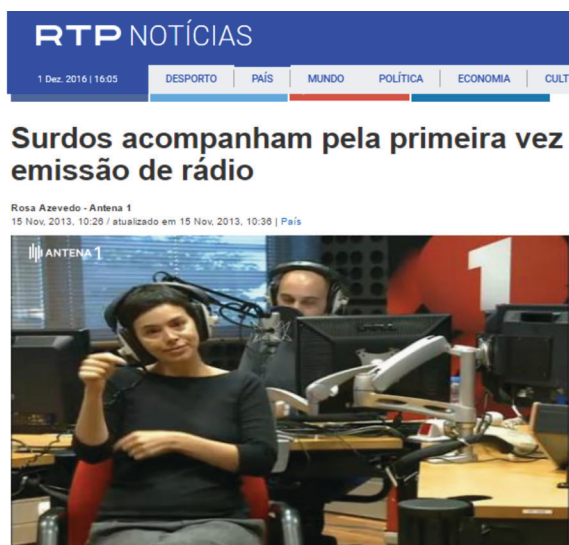 RTP NOTÍCIAS
1 Dez. 2016 | 16:05 DESPORTO PAÍS MUNDO POLÍTICA ECONOMIA CULT
Surdos acompanham pela primeira vez
emissão de rádio
Rosa Azevedo - Antena 1
15 Nov, 2013, 10:26 / atualizado em 15 Nov, 2013, 10:36 | País
ANTENA 1
1